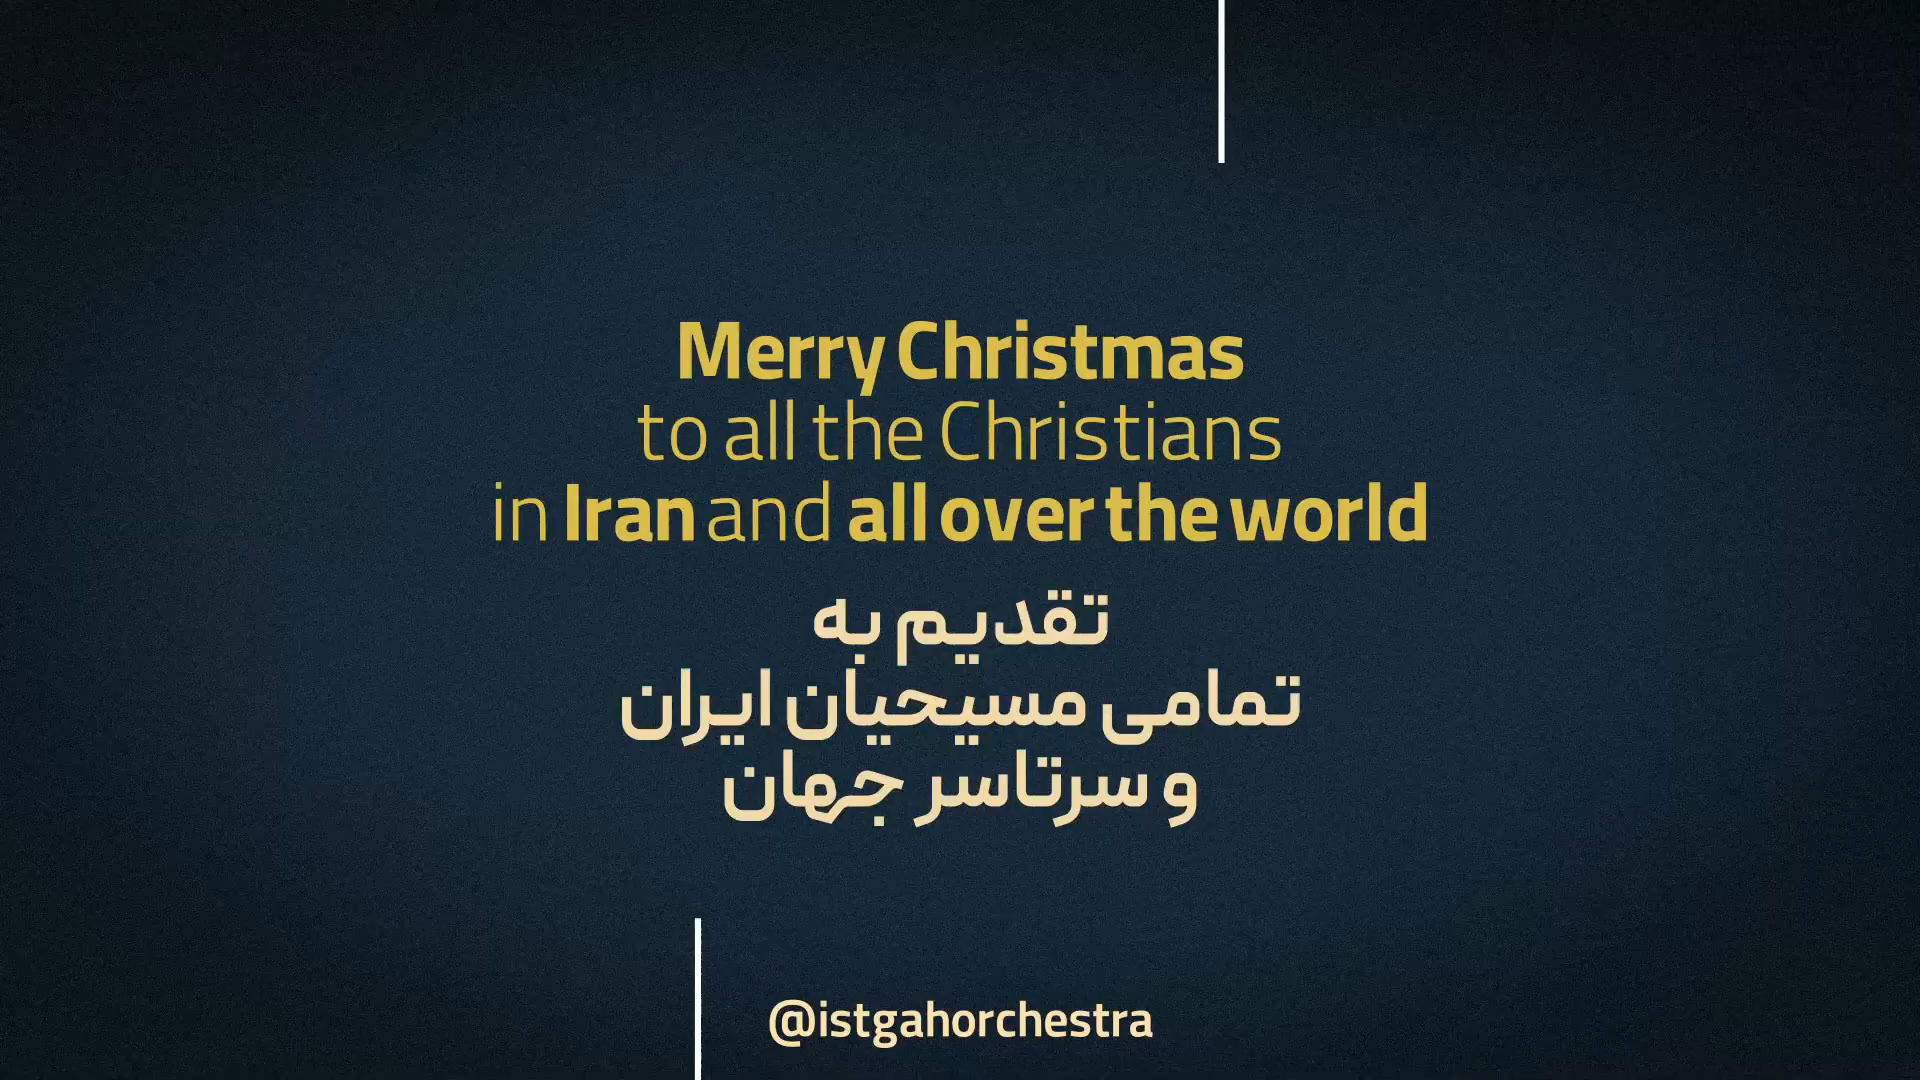 Merry Christmas
to all the Christians
in Iran and all over the world
تقدیم به
تمامی مسیحیان ایران
و سرتاسر جهان
@istgahorchestra